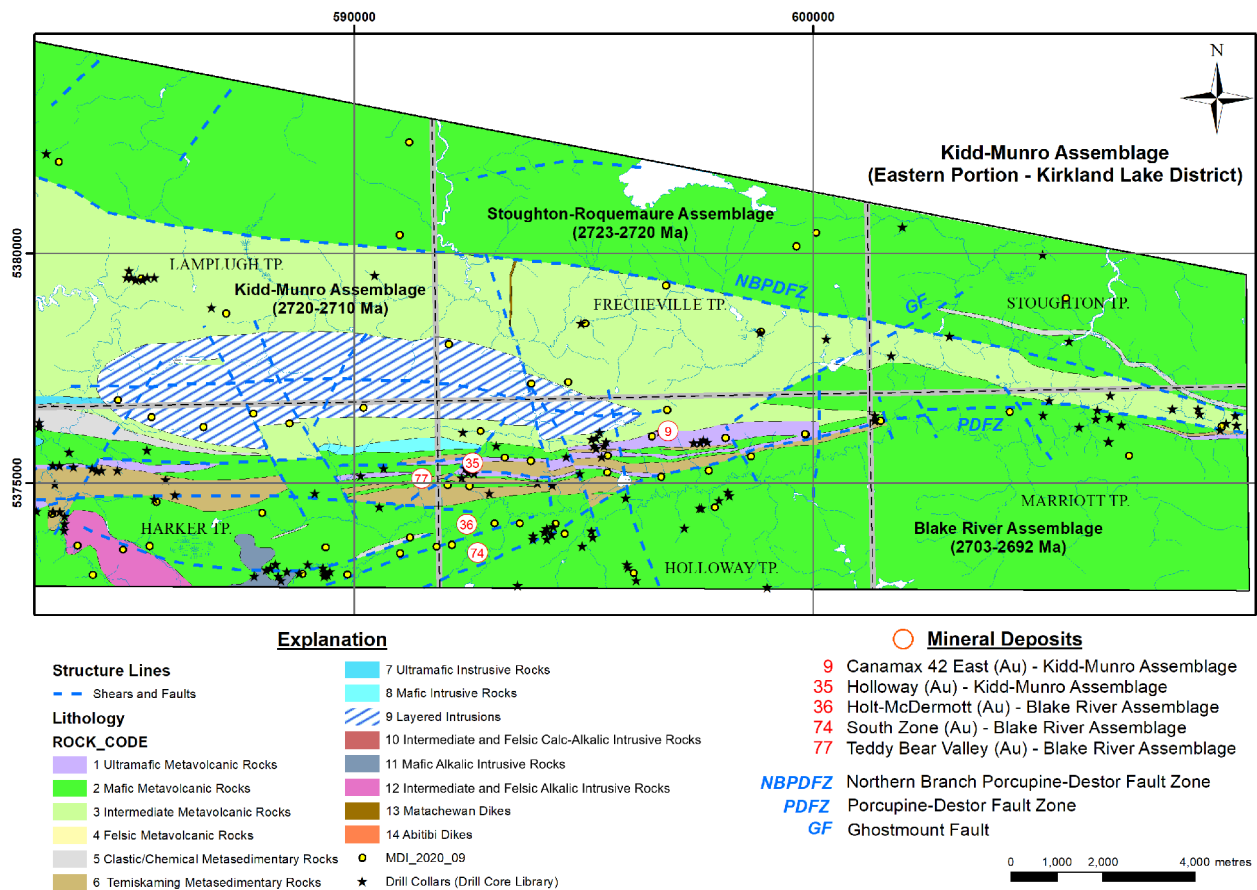 590000
600000
N
Kidd-Munro Assemblage
(Eastern Portion - Kirkland Lake District)
Stoughton-Roquemaure Assemblage
(2723-2720 Ma)
5380000
LAMPLUGH TP.
Kidd-Munro Assemblage
(2720-2710 Ma)
NBPDFZ
FRECHEVILLE TP.
GF
STOUGHTON TP.
PDFZ
9
35
77
5375000
36
74
HARKER TP.
MARRIOTT TP.
Blake River Assemblage
(2703-2692 Ma)
HOLLOWAY TP.
Explanation
Structure Lines
Shears and Faults
Lithology
ROCK_CODE
1 Ultramafic Metavolcanic Rocks
2 Mafic Metavolcanic Rocks
3 Intermediate Metavolcanic Rocks
4 Felsic Metavolcanic Rocks
5 Clastic/Chemical Metasedimentary Rocks
6 Temiskaming Metasedimentary Rocks
7 Ultramafic Instrusive Rocks
8 Mafic Intrusive Rocks
9 Layered Intrusions
10 Intermediate and Felsic Calc-Alkalic Intrusive Rocks
11 Mafic Alkalic Intrusive Rocks
12 Intermediate and Felsic Alkalic Intrusive Rocks
13 Matachewan Dikes
14 Abitibi Dikes
MDI_2020_09
Drill Collars (Drill Core Library)
Mineral Deposits
9 Canamax 42 East (Au) - Kidd-Munro Assemblage
35 Holloway (Au) - Kidd-Munro Assemblage
36 Holt-McDermott (Au) - Blake River Assemblage
74 South Zone (Au) - Blake River Assemblage
77 Teddy Bear Valley (Au) - Blake River Assemblage
NBPDFZ Northern Branch Porcupine-Destor Fault Zone
PDFZ Porcupine-Destor Fault Zone
GF Ghostmount Fault
0 1,000 2,000 4,000 metres